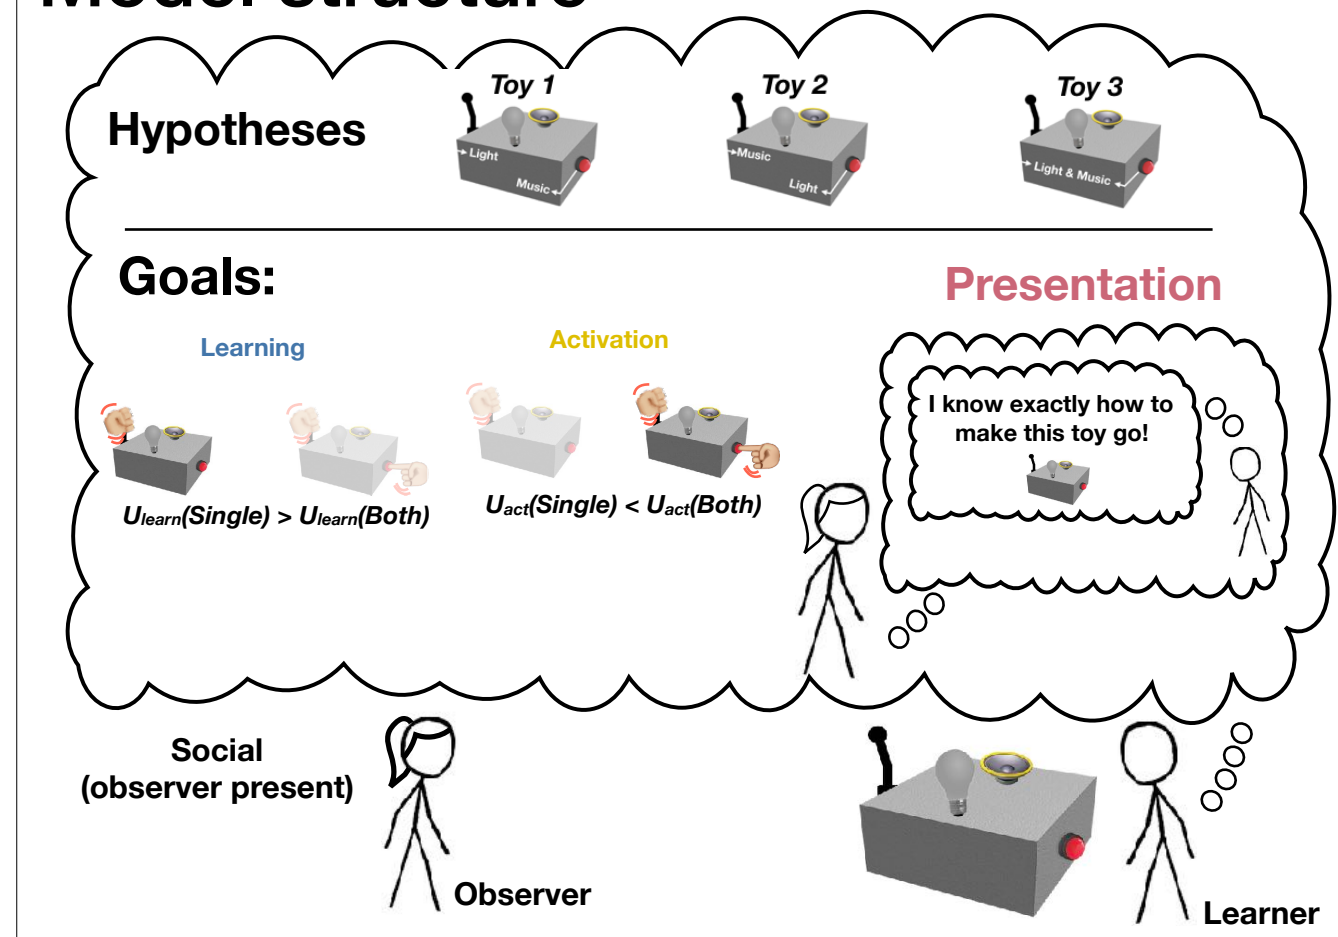 Model structure
Toy 1
Toy 2
Toy 3
Hypotheses
Light
Music
Music
Light
Light & Music
Goals:
Presentation
Learning
Activation
I know exactly how to
make this toy go!
Ulearn(Single) > Ulearn(Both)
Uact(Single) < Uact(Both)
Social
(observer present)
Observer
Learner